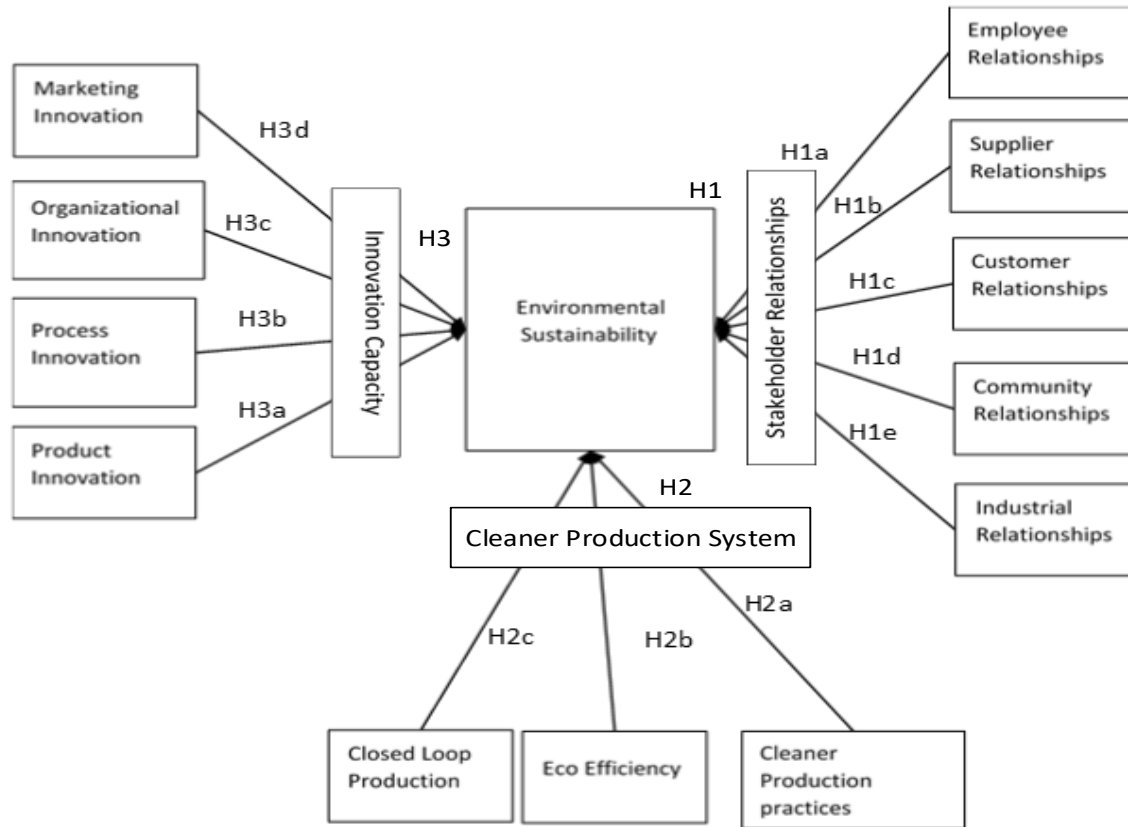 Marketing
Innovation
H3d
Organizational
Innovation
H3c
Process
Innovation
H3b
Product
Innovation
H3a
Innovation Capacity
H3
Environmental
Sustainability
H1
Stakeholder Relationships
H1a
Employee
Relationships
H1b
Supplier
Relationships
H1c
Customer
Relationships
H1d
Community
Relationships
H1e
Industrial
Relationships
H2
Cleaner Production System
H2c
H2b
H2a
Closed Loop
Production
Eco Efficiency
Cleaner
Production
practices